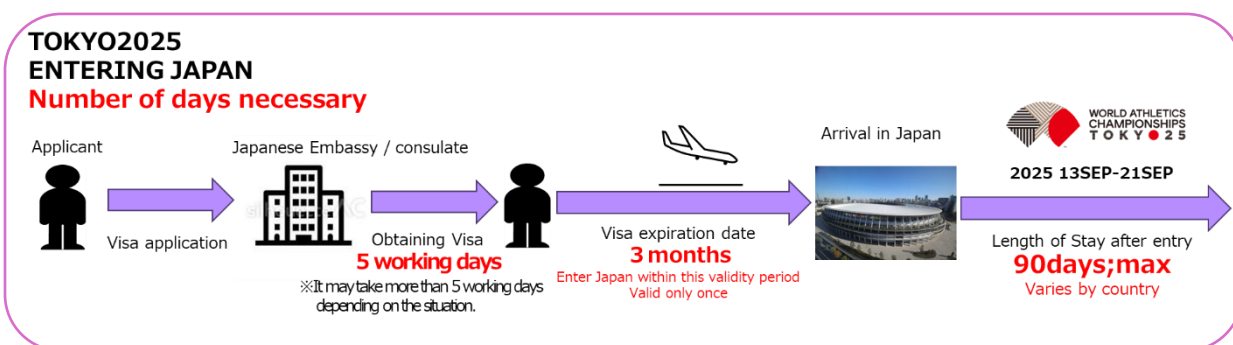 TOKYO2025
ENTERING JAPAN
Number of days necessary
Applicant
Visa application
Japanese Embassy / consulate
Obtaining Visa
5 working days
※It may take more than 5 working days
depending on the situation.
Visa expiration date
3 months
Enter Japan within this validity period
Valid only once
Arrival in Japan
WORLD ATHLETICS
CHAMPIONSHIPS
TOKYO25
2025 13SEP-21SEP
Length of Stay after entry
90days;max
Varies by country